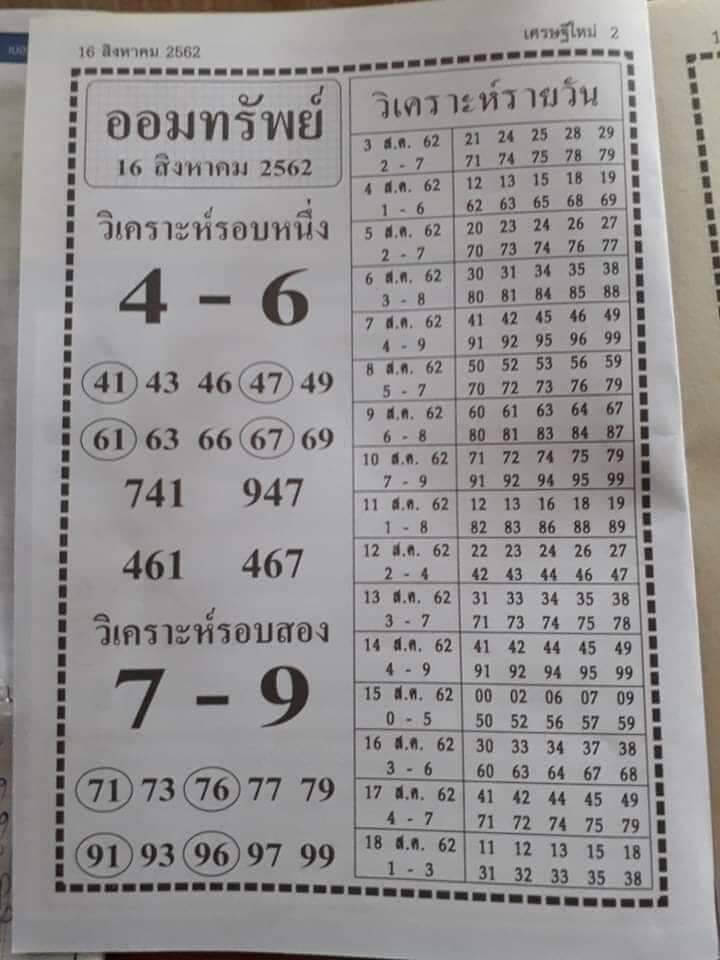 16 สิงหาคม 2562
เศรษฐีใหม่ 2
ออมทรัพย์
16 สิงหาคม 2562
วิเคราะห์รอบหนึ่ง
4 - 6
41 43 46 47 49
61 63 66 67 69
741 947
461 467
วิเคราะห์รอบสอง
7 - 9
71 73 76 77 79
91 93 96 97 99
วิเคราะห์รายวัน
3 ส.ค. 62 21 24 25 28 29
2 - 7 71 74 75 78 79
4 ส.ค. 62 12 13 15 18 19
1 - 6 62 63 65 68 69
5 ส.ค. 62 20 23 24 26 27
2 - 7 70 73 74 76 77
6 ส.ค. 62 30 31 34 35 38
3 - 8 80 81 84 85 88
7 ส.ค. 62 41 42 45 46 49
4 - 9 91 92 95 96 99
8 ส.ค. 62 50 52 53 56 59
5 - 7 70 72 73 76 79
9 ส.ค. 62 60 61 63 64 67
6 - 8 80 81 83 84 87
10 ส.ค. 62 71 72 74 75 79
7 - 9 91 92 94 95 99
11 ส.ค. 62 12 13 16 18 19
1 - 8 82 83 86 88 89
12 ส.ค. 62 22 23 24 26 27
2 - 4 42 43 44 46 47
13 ส.ค. 62 31 33 34 35 38
3 - 7 71 73 74 75 78
14 ส.ค. 62 41 42 44 45 49
4 - 9 91 92 94 95 99
15 ส.ค. 62 00 02 06 07 09
0 - 5 50 52 56 57 59
16 ส.ค. 62 30 33 34 37 38
3 - 6 60 63 64 67 68
17 ส.ค. 62 41 42 44 45 49
4 - 7 71 72 74 75 79
18 ส.ค. 62 11 12 13 15 18
1 - 3 31 32 33 35 38